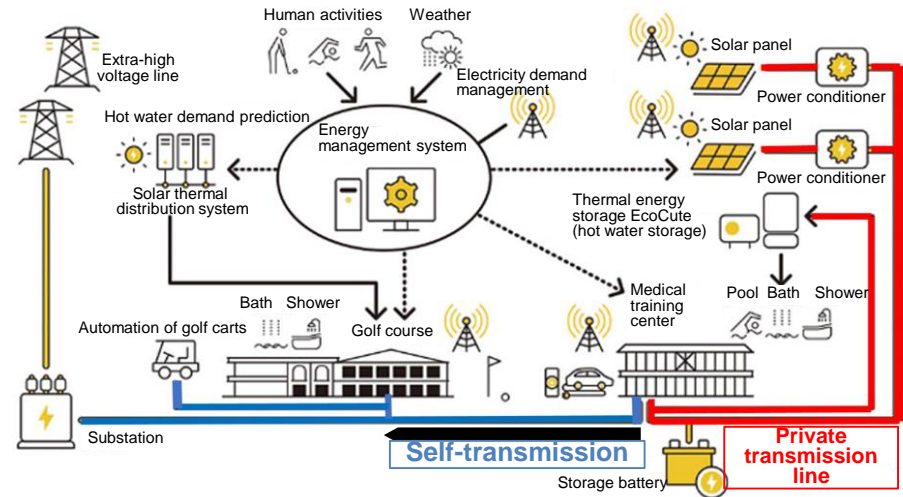 Human activities
Weather
Extra-high
voltage line
Solar panel
Electricity demand
management
Power conditioner
Hot water demand prediction
Energy
management system
Solar panel
Power conditioner
Solar thermal
distribution system
Thermal energy
storage EcoCute
(hot water storage)
Medical
training
center
Pool
Bath
Shower
Bath
Shower
Automation of golf carts
Golf course
Substation
Self-transmission
Private
transmission
line
Storage battery